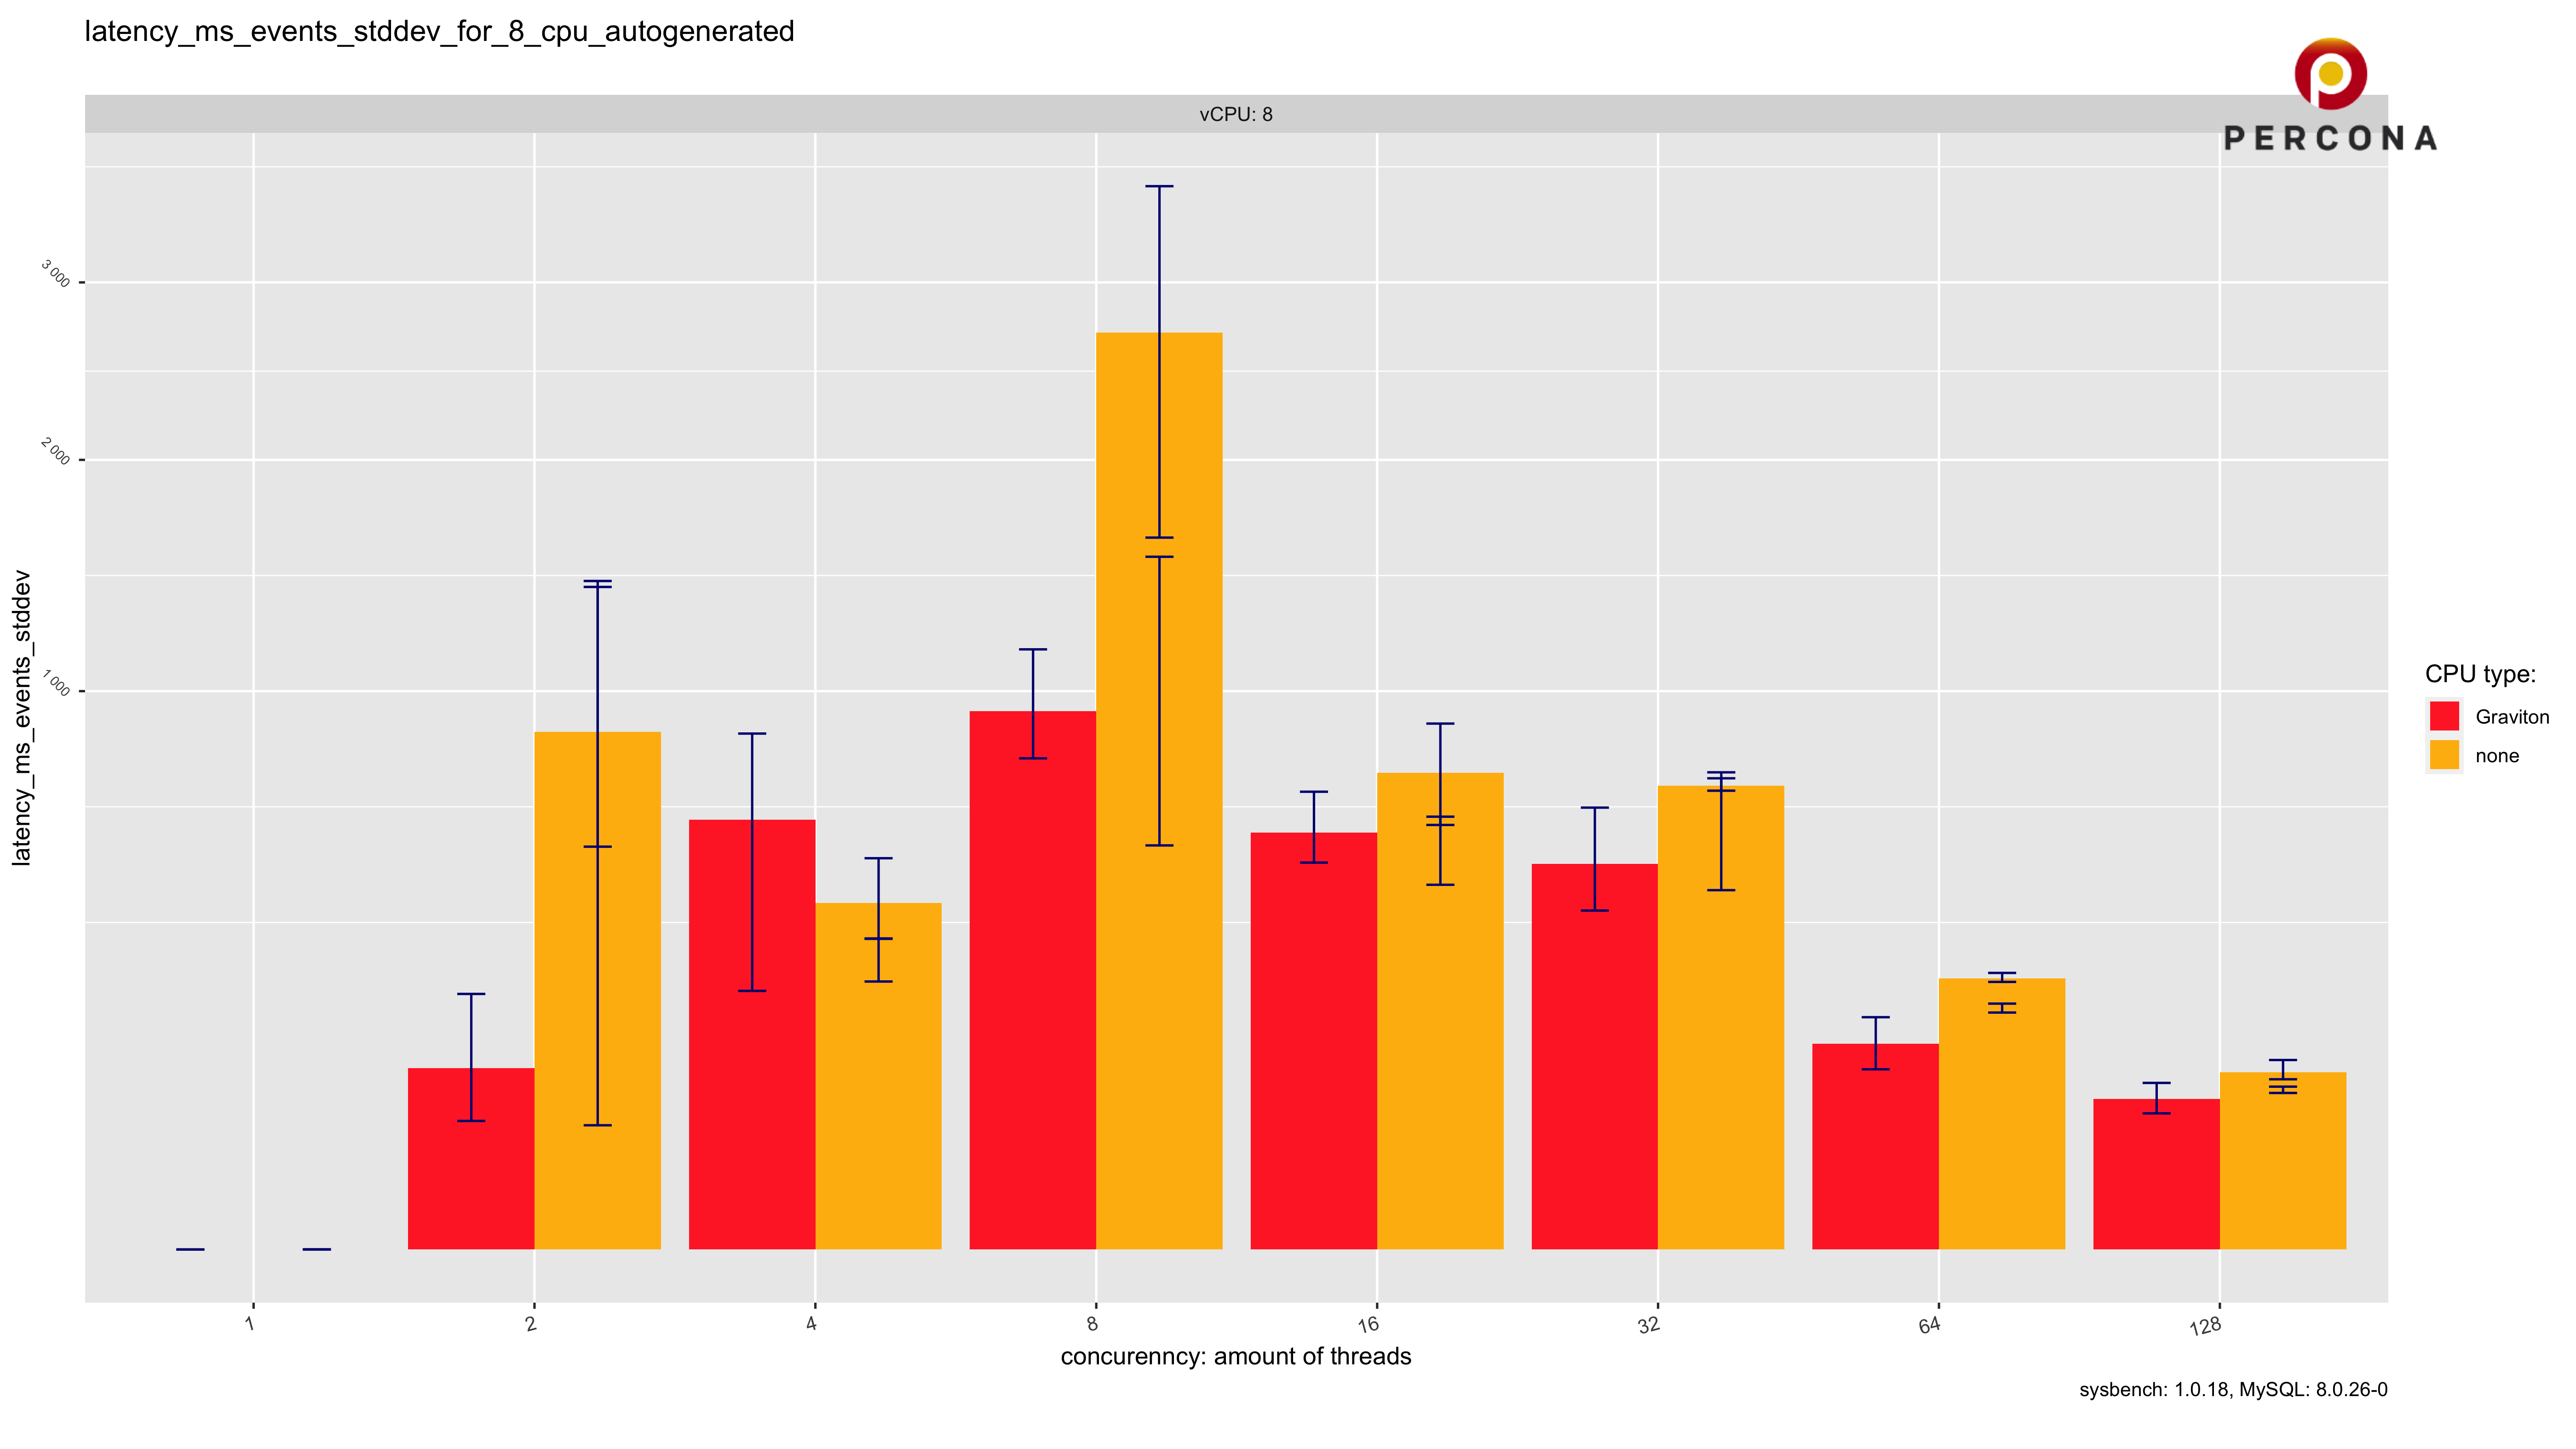 latency_ms_events_stddev_for_8_cpu_autogenerated
PERCONA
vCPU: 8
3 000
2 000
1 000
latency_ms_events_stddev
CPU type:
Graviton
none
1 2 4 8 16 32 64 128
concurenncy: amount of threads
sysbench: 1.0.18, MySQL: 8.0.26-0